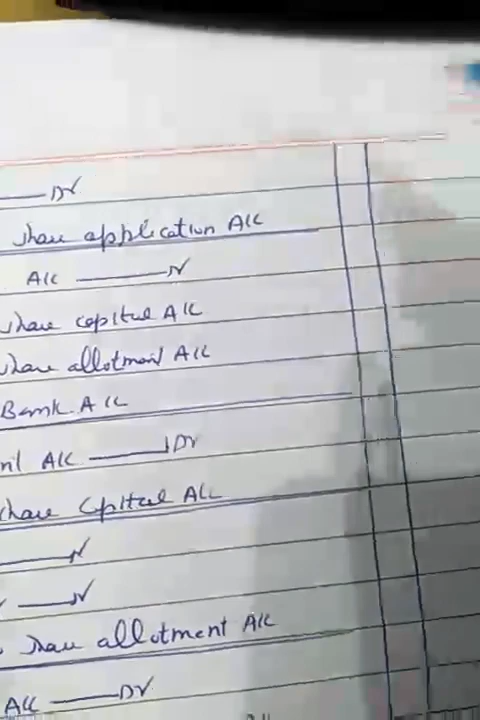 — Dr
share application A/c
A/c — Dr
share capital A/c
share allotment A/c
Bank A/c
A/c — Dr
share Capital A/c
— Dr
— Dr
share allotment A/c
A/c — Dr